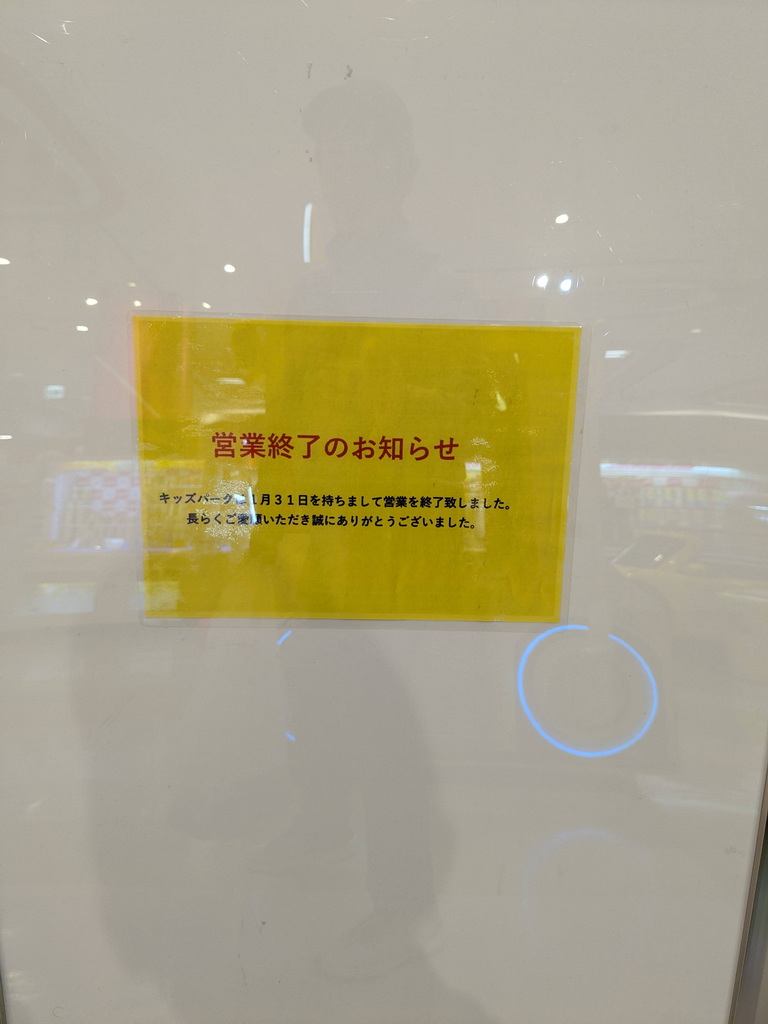 営業終了のお知らせ
キッズパークは1月31日を持ちまして営業を終了致しました。
長らくご愛顧いただき誠にありがとうございました。